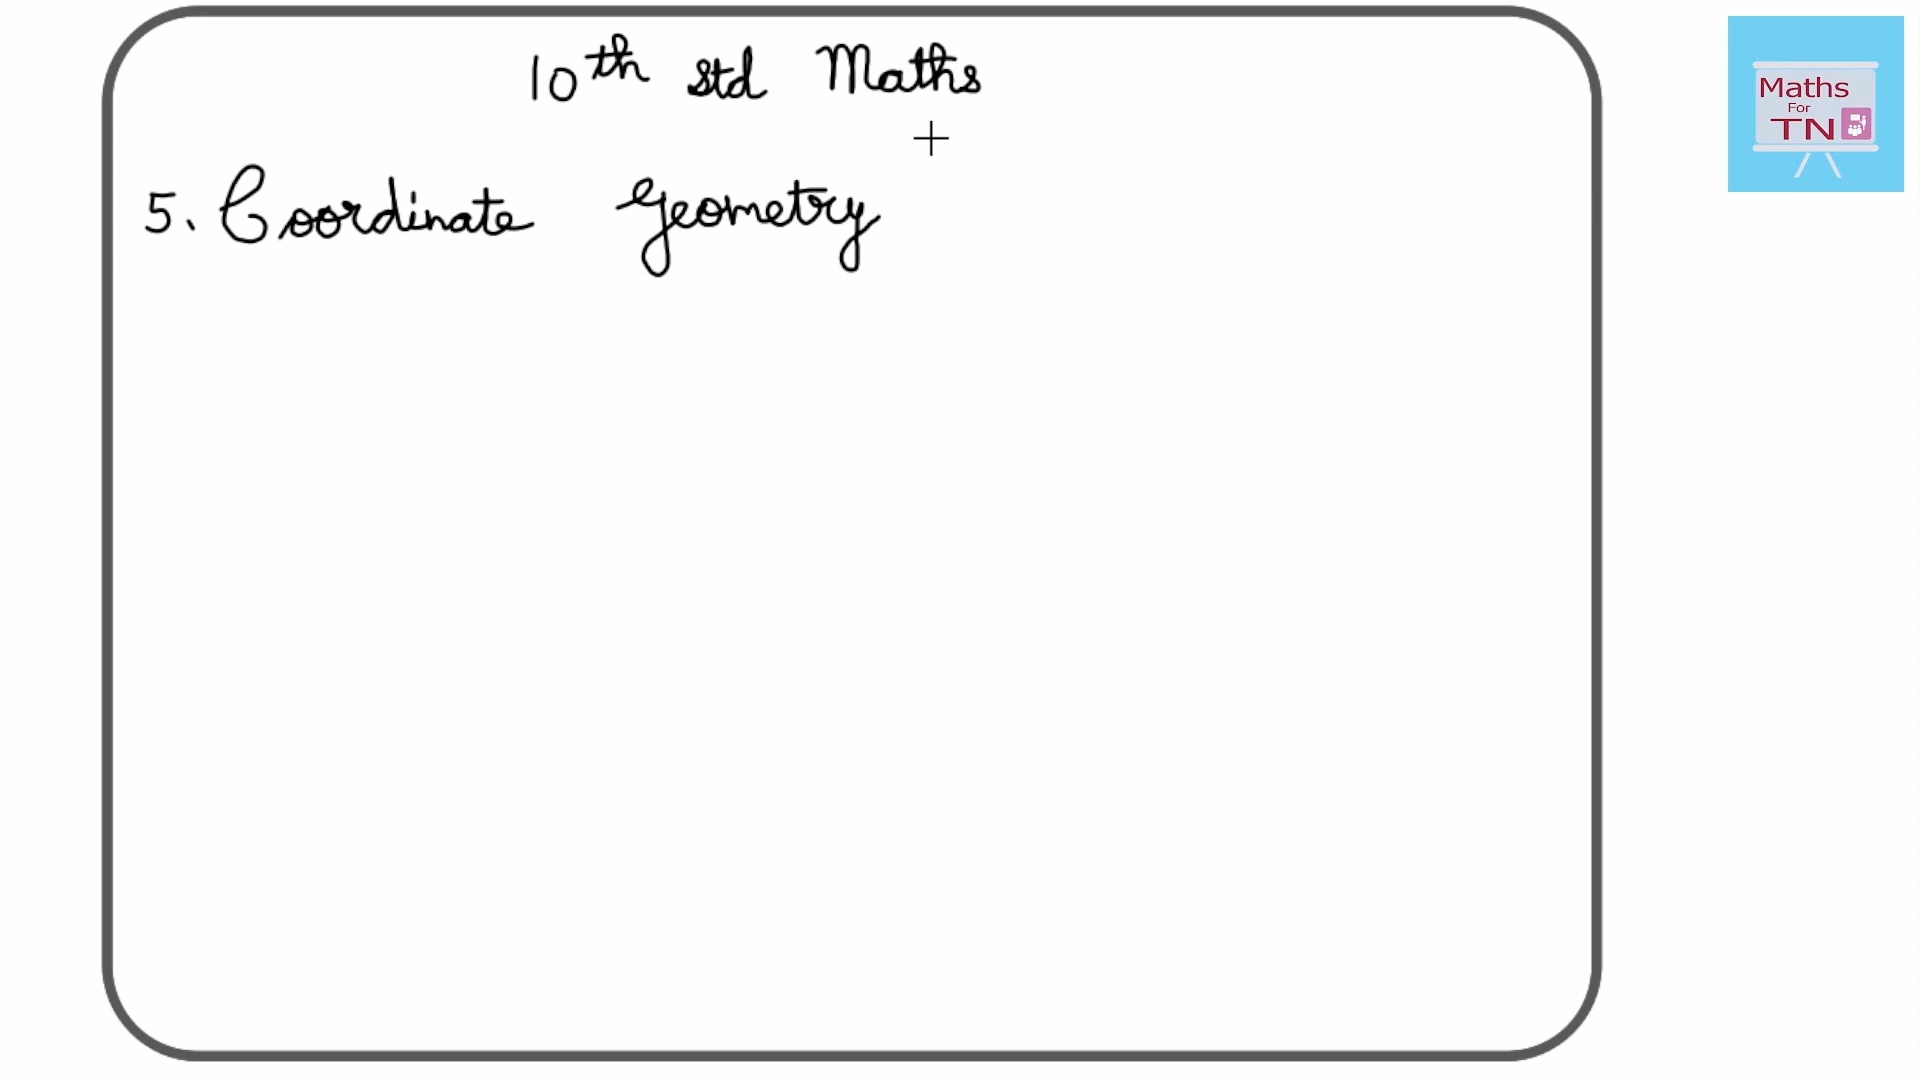 10th std Maths
5. Coordinate Geometry
Maths
For
TN